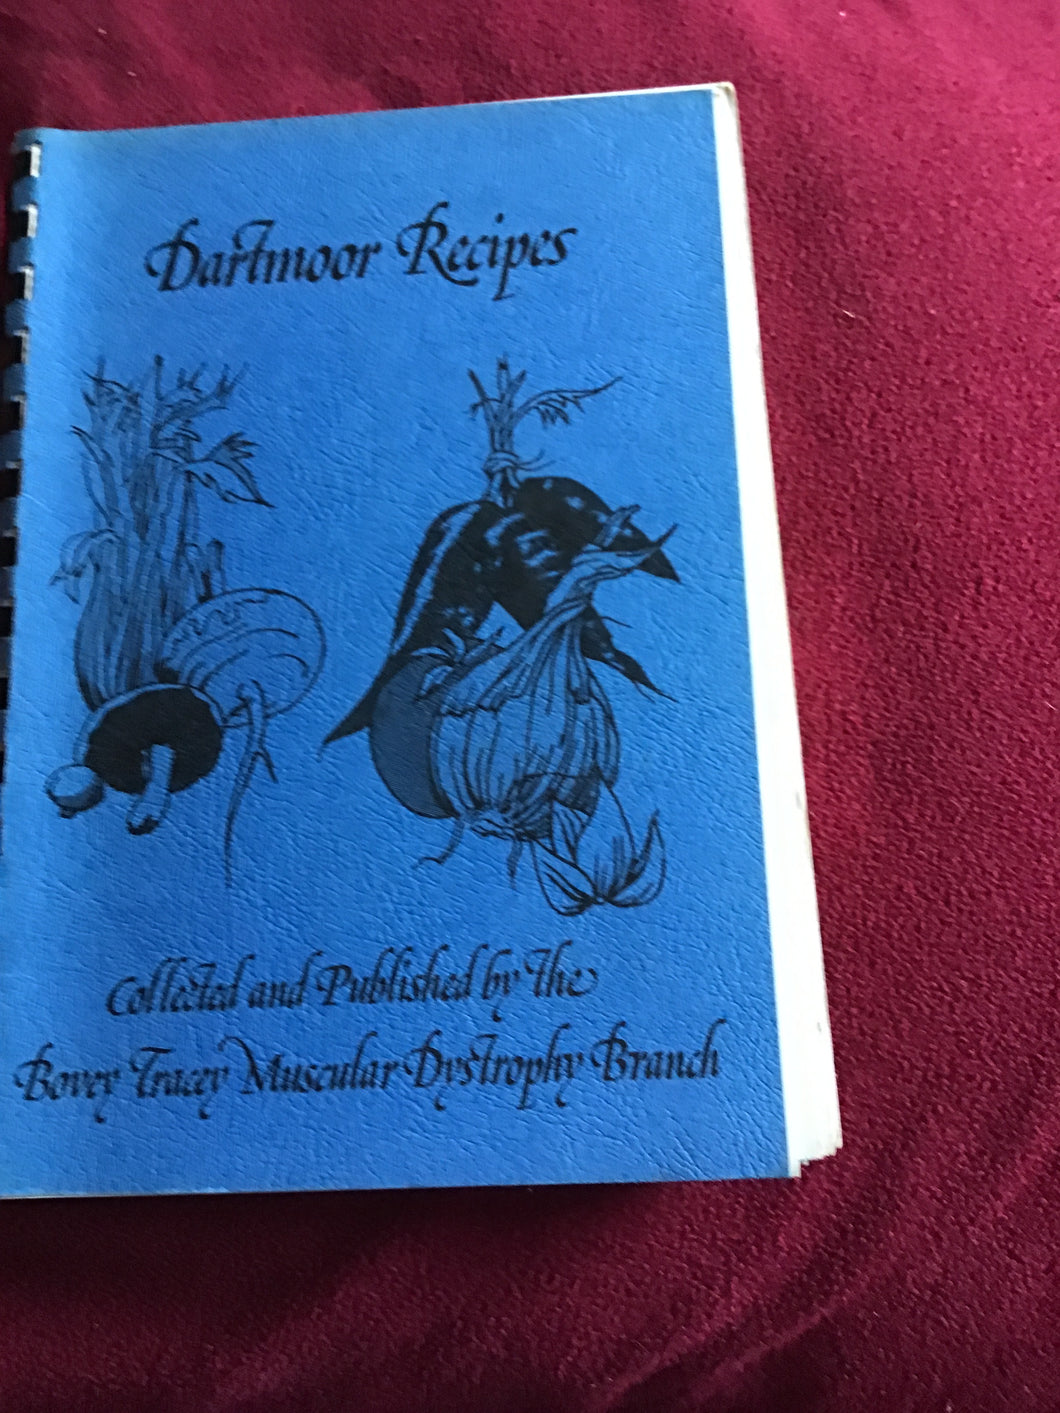 Dartmoor Recipes
Collected and Published by the
Bovey Tracey Muscular Dystrophy Branch